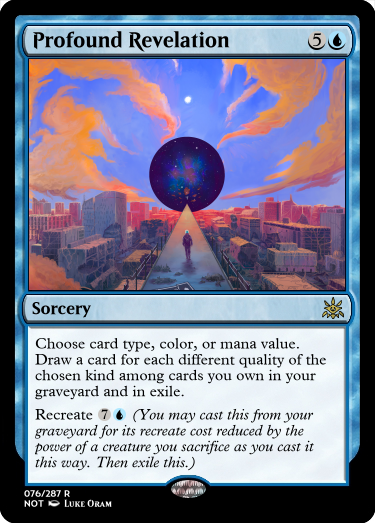 Profound Revelation 5
Sorcery
Choose card type, color, or mana value.
Draw a card for each different quality of the
chosen kind among cards you own in your
graveyard and in exile.
Recreate 7 (You may cast this from your
graveyard for its recreate cost reduced by the
power of a creature you sacrifice as you cast it
this way. Then exile this.)
076/287 R
NOT Luke Oram